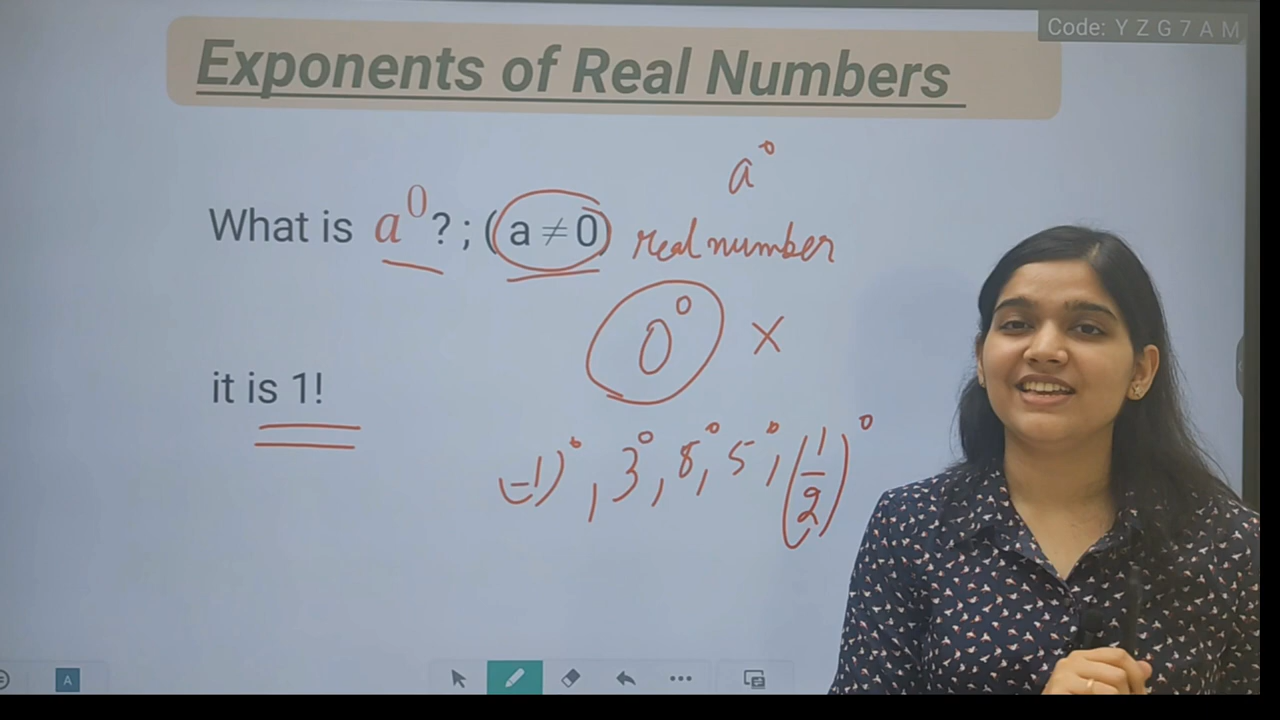 Code: Y Z G 7 A M
Exponents of Real Numbers
a⁰
What is a⁰? ; (a ≠ 0) real number
0⁰ ×
it is 1!
(-1)⁰, 3⁰, 8⁰, 5⁰, (1/2)⁰
A